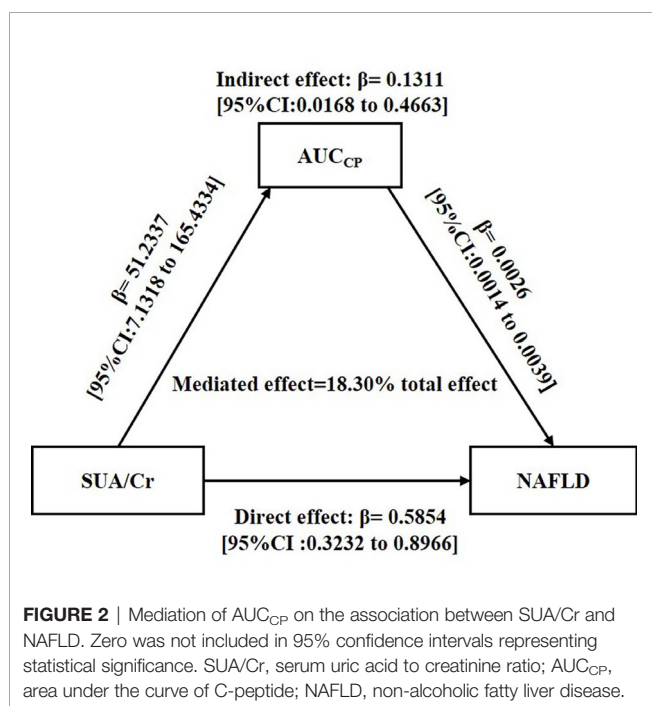 Indirect effect: β= 0.1311
[95%CI:0.0168 to 0.4663]
AUC_CP
β= 51.2337
[95%CI:7.1318 to 165.4334]
β= 0.0026
[95%CI:0.0014 to 0.0039]
Mediated effect=18.30% total effect
SUA/Cr
NAFLD
Direct effect: β= 0.5854
[95%CI :0.3232 to 0.8966]
FIGURE 2 | Mediation of AUC_CP on the association between SUA/Cr and
NAFLD. Zero was not included in 95% confidence intervals representing
statistical significance. SUA/Cr, serum uric acid to creatinine ratio; AUC_CP,
area under the curve of C-peptide; NAFLD, non-alcoholic fatty liver disease.